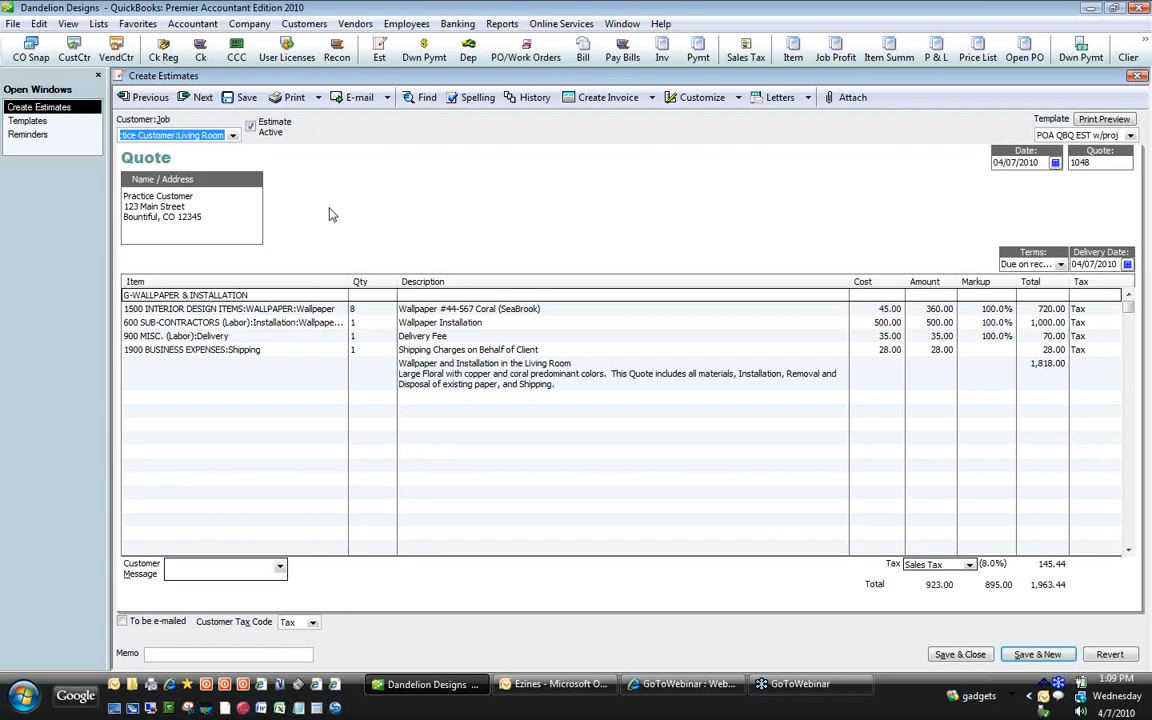 Dandelion Designs - QuickBooks: Premier Accountant Edition 2010
File Edit View Lists Favorites Accountant Company Customers Vendors Employees Banking Reports Online Services Window Help
CO Snap CustCtr VendCtr Ck Reg Ck CCC User Licenses Recon Est Dwn Pymt Dep PO/Work Orders Bill Pay Bills Inv Pymt Sales Tax Item Job Profit Item Summ P & L Price List Open PO Dwn Pymt Clier
Open Windows
Create Estimates
Templates
Reminders
Create Estimates
Previous Next Save Print E-mail Find Spelling History Create Invoice Customize Letters Attach
Customer:Job
tice Customer:Living Room
Estimate
Active
Template Print Preview
POA QBQ EST w/proj
Quote
Date: Quote:
04/07/2010 1048
Name / Address
Practice Customer
123 Main Street
Bountiful, CO 12345
Terms: Delivery Date:
Due on rec... 04/07/2010
Item Qty Description Cost Amount Markup Total Tax
G-WALLPAPER & INSTALLATION
1500 INTERIOR DESIGN ITEMS:WALLPAPER:Wallpaper 8 Wallpaper #44-567 Coral (SeaBrook) 45.00 360.00 100.0% 720.00 Tax
600 SUB-CONTRACTORS (Labor):Installation:Wallpape... 1 Wallpaper Installation 500.00 500.00 100.0% 1,000.00 Tax
900 MISC. (Labor):Delivery 1 Delivery Fee 35.00 35.00 100.0% 70.00 Tax
1900 BUSINESS EXPENSES:Shipping 1 Shipping Charges on Behalf of Client 28.00 28.00 28.00 Tax
Wallpaper and Installation in the Living Room 1,818.00
Large Floral with copper and coral predominant colors. This Quote includes all materials, Installation, Removal and
Disposal of existing paper, and Shipping.
Customer
Message
Tax Sales Tax (8.0%) 145.44
Total 923.00 895.00 1,963.44
To be e-mailed Customer Tax Code Tax
Memo
Save & Close Save & New Revert
Google
Dandelion Designs ... Ezines - Microsoft O... GoToWebinar : Web... GoToWebinar
gadgets
1:09 PM
Wednesday
4/7/2010